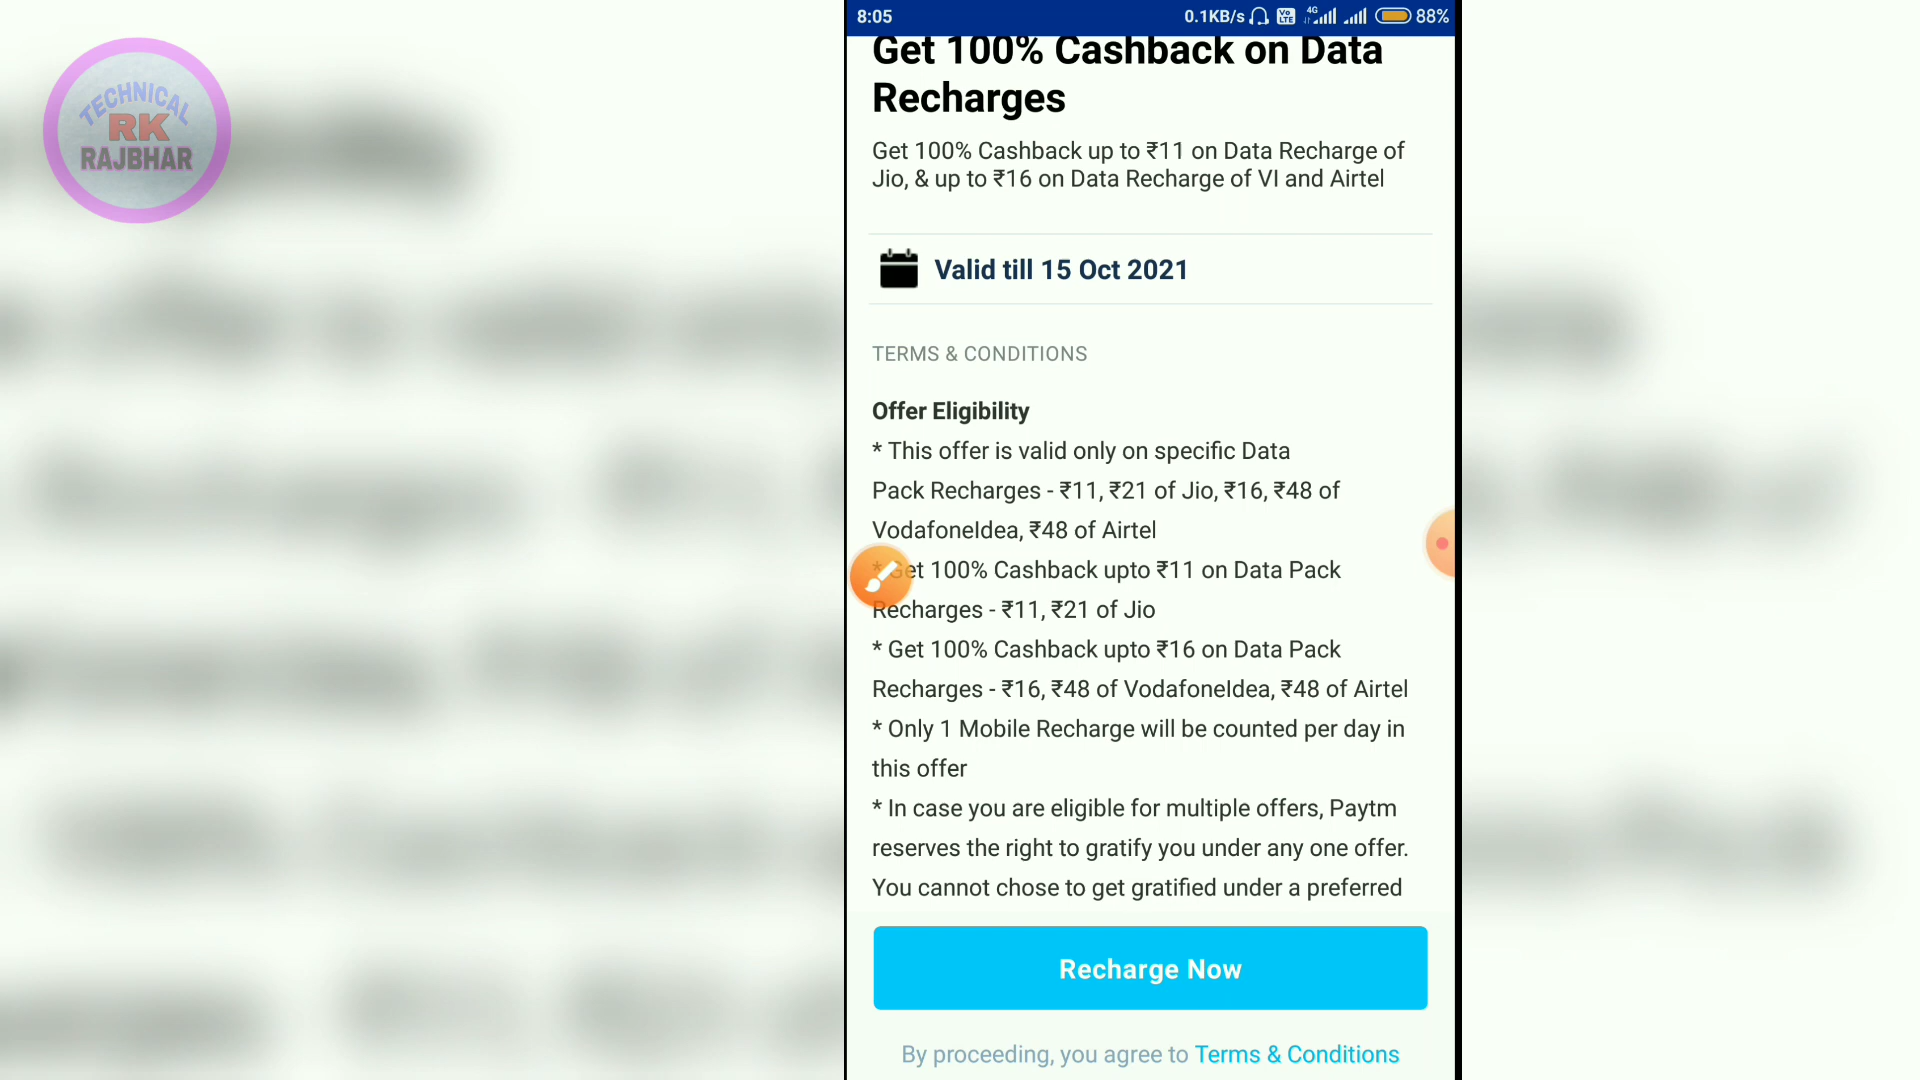 TECHNICAL
RK
RAJBHAR
8:05
0.1KB/s Vo LTE 4G 88%
Get 100% Cashback on Data
Recharges
Get 100% Cashback up to ₹11 on Data Recharge of
Jio, & up to ₹16 on Data Recharge of VI and Airtel
Valid till 15 Oct 2021
TERMS & CONDITIONS
Offer Eligibility
* This offer is valid only on specific Data
Pack Recharges - ₹11, ₹21 of Jio, ₹16, ₹48 of
VodafoneIdea, ₹48 of Airtel
* Get 100% Cashback upto ₹11 on Data Pack
Recharges - ₹11, ₹21 of Jio
* Get 100% Cashback upto ₹16 on Data Pack
Recharges - ₹16, ₹48 of VodafoneIdea, ₹48 of Airtel
* Only 1 Mobile Recharge will be counted per day in
this offer
* In case you are eligible for multiple offers, Paytm
reserves the right to gratify you under any one offer.
You cannot chose to get gratified under a preferred
Recharge Now
By proceeding, you agree to Terms & Conditions